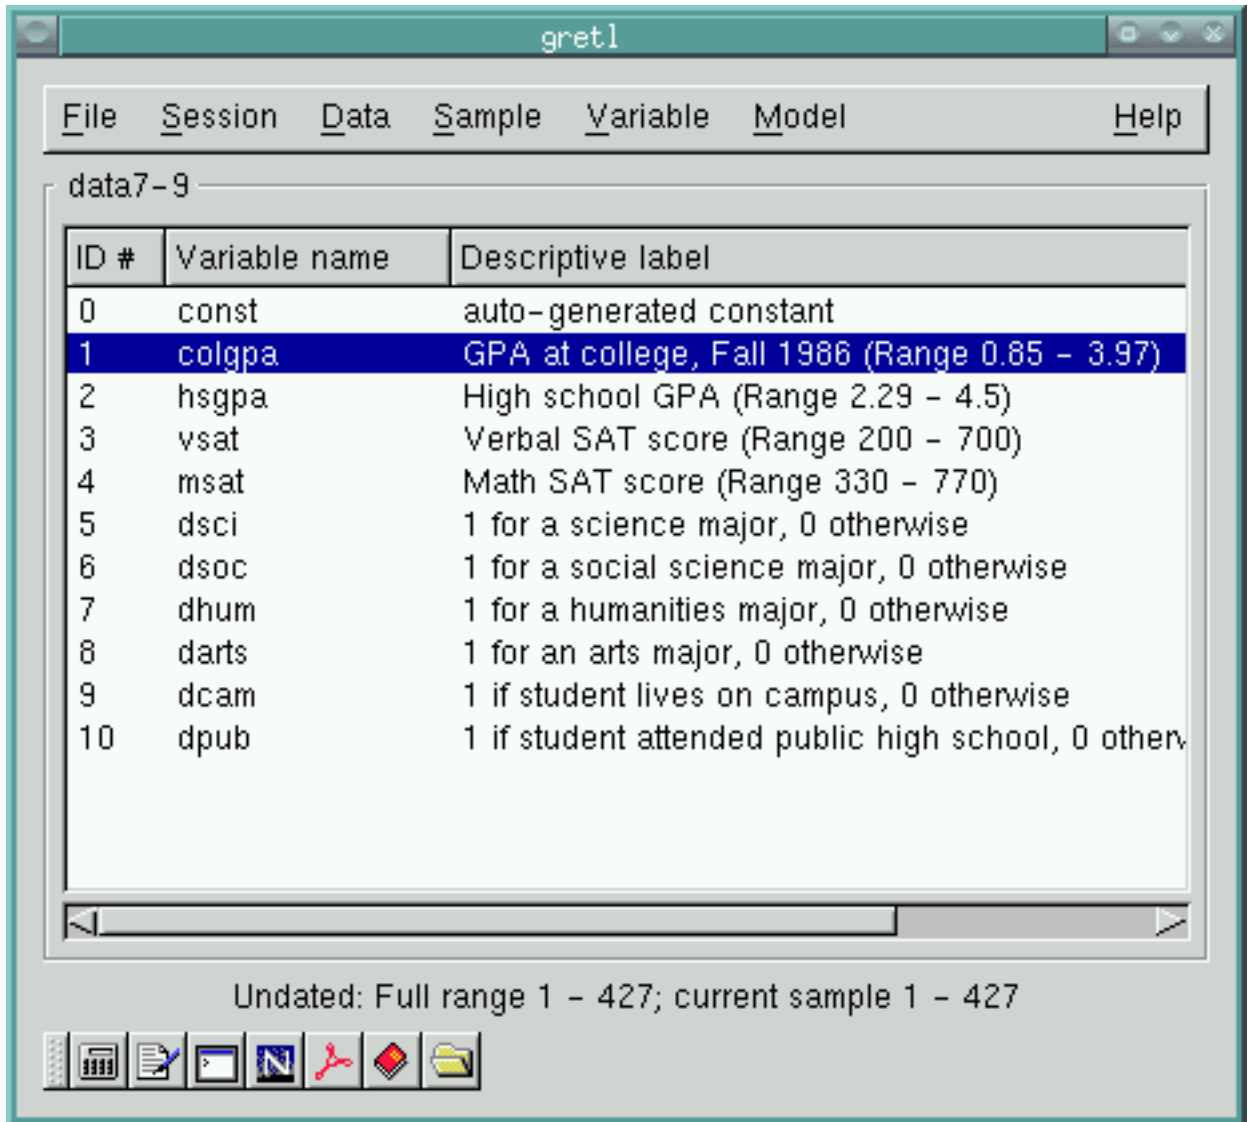 gretl
File Session Data Sample Variable Model Help
data7-9
ID # Variable name Descriptive label
0 const auto-generated constant
1 colgpa GPA at college, Fall 1986 (Range 0.85 - 3.97)
2 hsgpa High school GPA (Range 2.29 - 4.5)
3 vsat Verbal SAT score (Range 200 - 700)
4 msat Math SAT score (Range 330 - 770)
5 dsci 1 for a science major, 0 otherwise
6 dsoc 1 for a social science major, 0 otherwise
7 dhum 1 for a humanities major, 0 otherwise
8 darts 1 for an arts major, 0 otherwise
9 dcam 1 if student lives on campus, 0 otherwise
10 dpub 1 if student attended public high school, 0
Undated: Full range 1 - 427; current sample 1 - 427
N